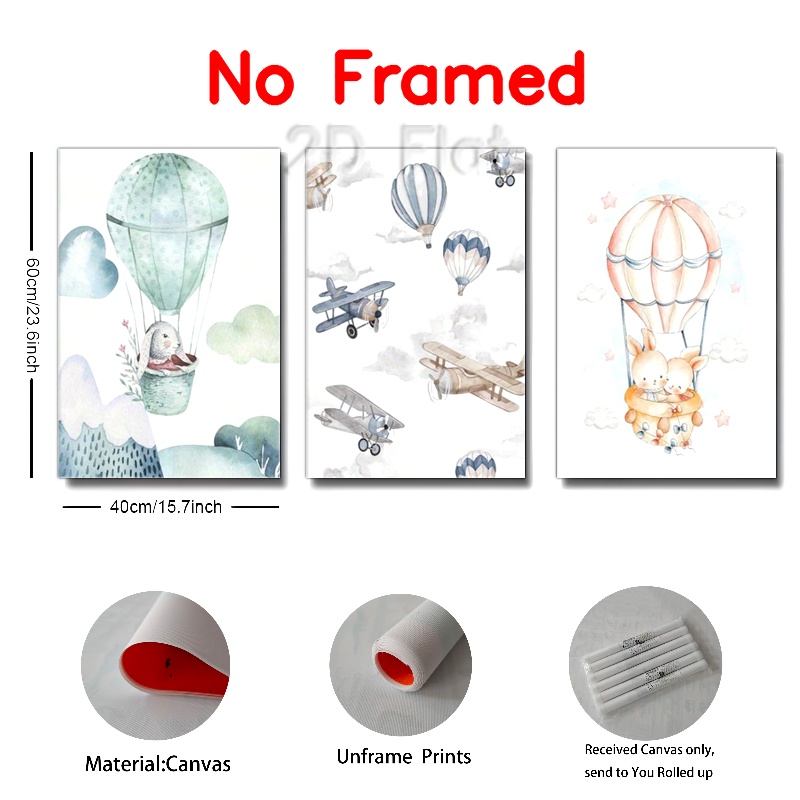 No Framed
2D Flat
60cm/23.6inch
40cm/15.7inch
Material:Canvas
Unframe Prints
Received Canvas only,
send to You Rolled up